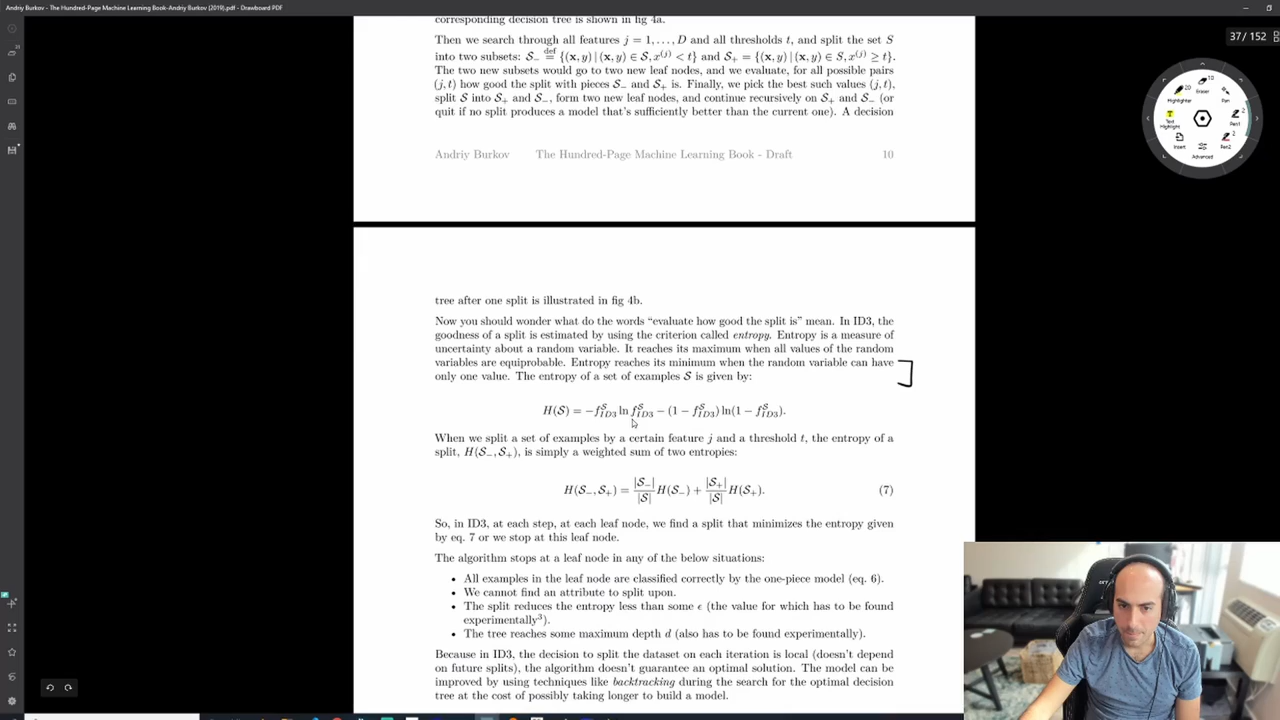 Andriy Burkov - The Hundred-Page Machine Learning Book-Andriy Burkov (2019).pdf - Drawboard PDF
37 / 152
corresponding decision tree is shown in fig 4a.
Then we search through all features j = 1, . . . , D and all thresholds t, and split the set S
into two subsets: S₋ def= {(x, y) | (x, y) ∈ S, x^(j) < t} and S₊ = {(x, y) | (x, y) ∈ S, x^(j) ≥ t}.
The two new subsets would go to two new leaf nodes, and we evaluate, for all possible pairs
(j, t) how good the split with pieces S₋ and S₊ is. Finally, we pick the best such values (j, t),
split S into S₊ and S₋, form two new leaf nodes, and continue recursively on S₊ and S₋ (or
quit if no split produces a model that's sufficiently better than the current one). A decision
Andriy Burkov The Hundred-Page Machine Learning Book - Draft 10
Highlighter
20
Eraser
10
Pen
Text Highlight
Pen1
2
Insert
Pen2
2
Advanced
tree after one split is illustrated in fig 4b.
Now you should wonder what do the words “evaluate how good the split is” mean. In ID3, the
goodness of a split is estimated by using the criterion called entropy. Entropy is a measure of
uncertainty about a random variable. It reaches its maximum when all values of the random
variables are equiprobable. Entropy reaches its minimum when the random variable can have
only one value. The entropy of a set of examples S is given by:
H(S) = −f^S_ID3 ln f^S_ID3 − (1 − f^S_ID3) ln(1 − f^S_ID3).
When we split a set of examples by a certain feature j and a threshold t, the entropy of a
split, H(S₋, S₊), is simply a weighted sum of two entropies:
H(S₋, S₊) = |S₋|/|S| H(S₋) + |S₊|/|S| H(S₊). (7)
So, in ID3, at each step, at each leaf node, we find a split that minimizes the entropy given
by eq. 7 or we stop at this leaf node.
The algorithm stops at a leaf node in any of the below situations:
• All examples in the leaf node are classified correctly by the one-piece model (eq. 6).
• We cannot find an attribute to split upon.
• The split reduces the entropy less than some ϵ (the value for which has to be found
experimentally³).
• The tree reaches some maximum depth d (also has to be found experimentally).
Because in ID3, the decision to split the dataset on each iteration is local (doesn't depend
on future splits), the algorithm doesn't guarantee an optimal solution. The model can be
improved by using techniques like backtracking during the search for the optimal decision
tree at the cost of possibly taking longer to build a model.